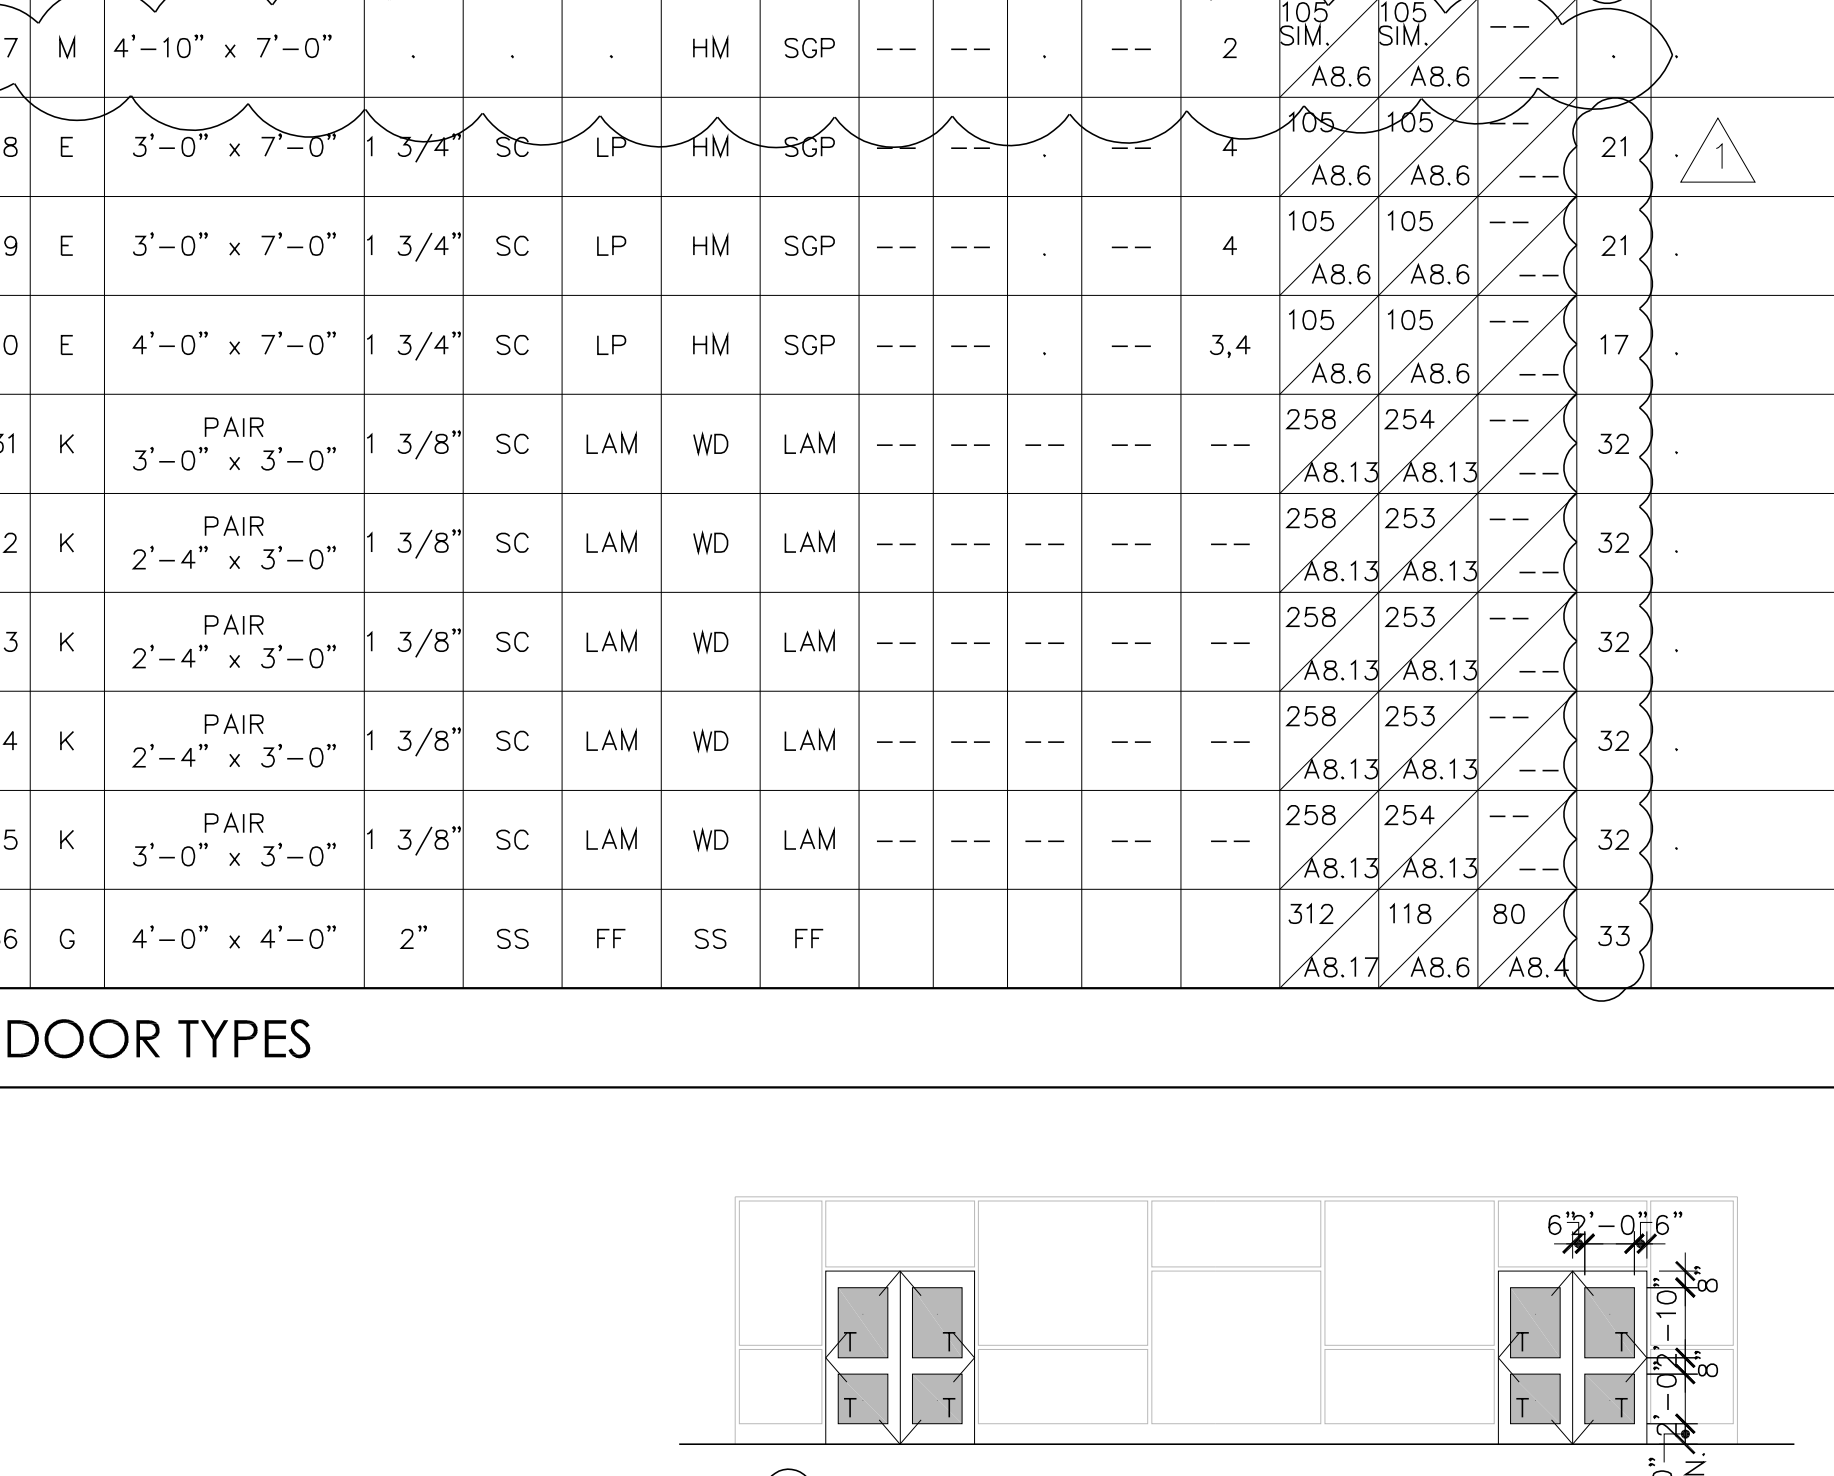 7 M 4'-10" x 7'-0" . . . HM SGP -- -- . -- 2 105 SIM. A8.6 105 SIM. A8.6 -- -- . .
8 E 3'-0" x 7'-0" 1 3/4" SC LP HM SGP -- -- . -- 4 105 A8.6 105 A8.6 -- -- 21 . 1
9 E 3'-0" x 7'-0" 1 3/4" SC LP HM SGP -- -- . -- 4 105 A8.6 105 A8.6 -- -- 21 .
0 E 4'-0" x 7'-0" 1 3/4" SC LP HM SGP -- -- . -- 3,4 105 A8.6 105 A8.6 -- -- 17 .
31 K PAIR 3'-0" x 3'-0" 1 3/8" SC LAM WD LAM -- -- -- -- -- 258 A8.13 254 A8.13 -- -- 32 .
2 K PAIR 2'-4" x 3'-0" 1 3/8" SC LAM WD LAM -- -- -- -- -- 258 A8.13 253 A8.13 -- -- 32 .
3 K PAIR 2'-4" x 3'-0" 1 3/8" SC LAM WD LAM -- -- -- -- -- 258 A8.13 253 A8.13 -- -- 32 .
4 K PAIR 2'-4" x 3'-0" 1 3/8" SC LAM WD LAM -- -- -- -- -- 258 A8.13 253 A8.13 -- -- 32 .
5 K PAIR 3'-0" x 3'-0" 1 3/8" SC LAM WD LAM -- -- -- -- -- 258 A8.13 254 A8.13 -- -- 32 .
6 G 4'-0" x 4'-0" 2" SS FF SS FF 312 A8.17 118 A8.6 80 A8.4 33
DOOR TYPES
6" 2'-0" 6"
8"
2'-10"
8"
2'-0"
T T T T
T T T T